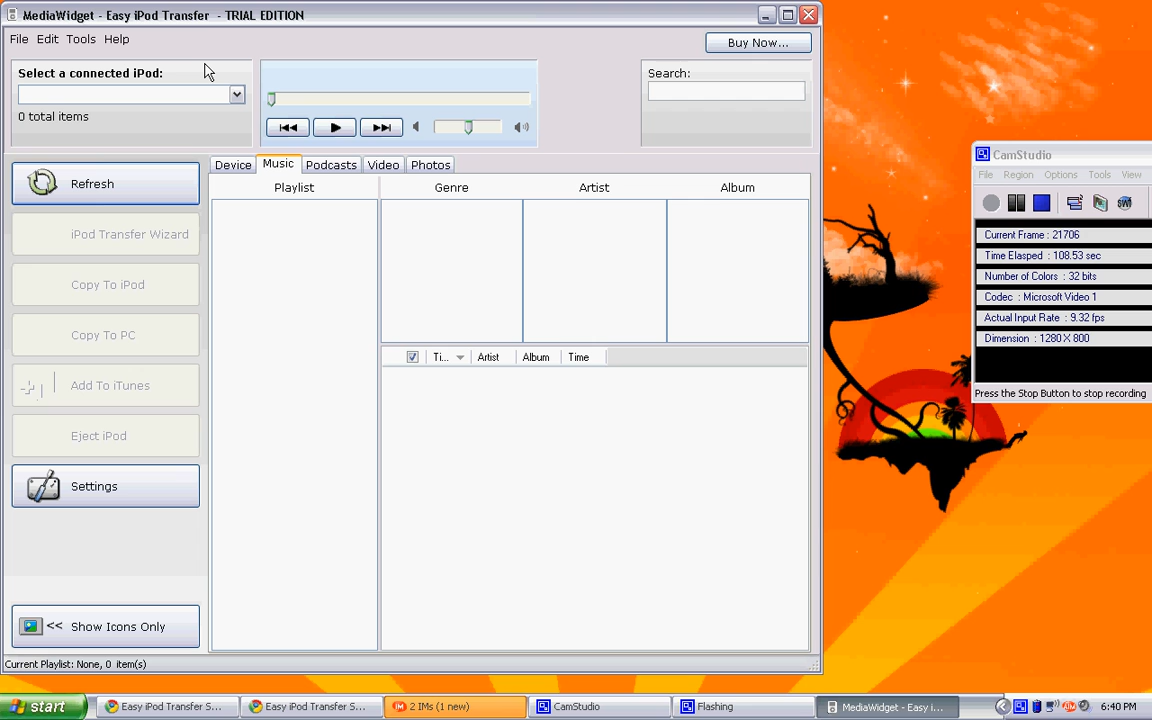 MediaWidget - Easy iPod Transfer - TRIAL EDITION
File Edit Tools Help
Buy Now...
Select a connected iPod:
0 total items
Search:
Refresh
iPod Transfer Wizard
Copy To iPod
Copy To PC
Add To iTunes
Eject iPod
Settings
<< Show Icons Only
Device Music Podcasts Video Photos
Playlist Genre Artist Album
Ti... Artist Album Time
Current Playlist: None, 0 item(s)
CamStudio
File Region Options Tools View
SWF
Current Frame : 21706
Time Elasped : 108.53 sec
Number of Colors : 32 bits
Codec : Microsoft Video 1
Actual Input Rate : 9.32 fps
Dimension : 1280 X 800
Press the Stop Button to stop recording
start Easy iPod Transfer S... Easy iPod Transfer S... 2 IMs (1 new) CamStudio Flashing MediaWidget - Easy i... 6:40 PM